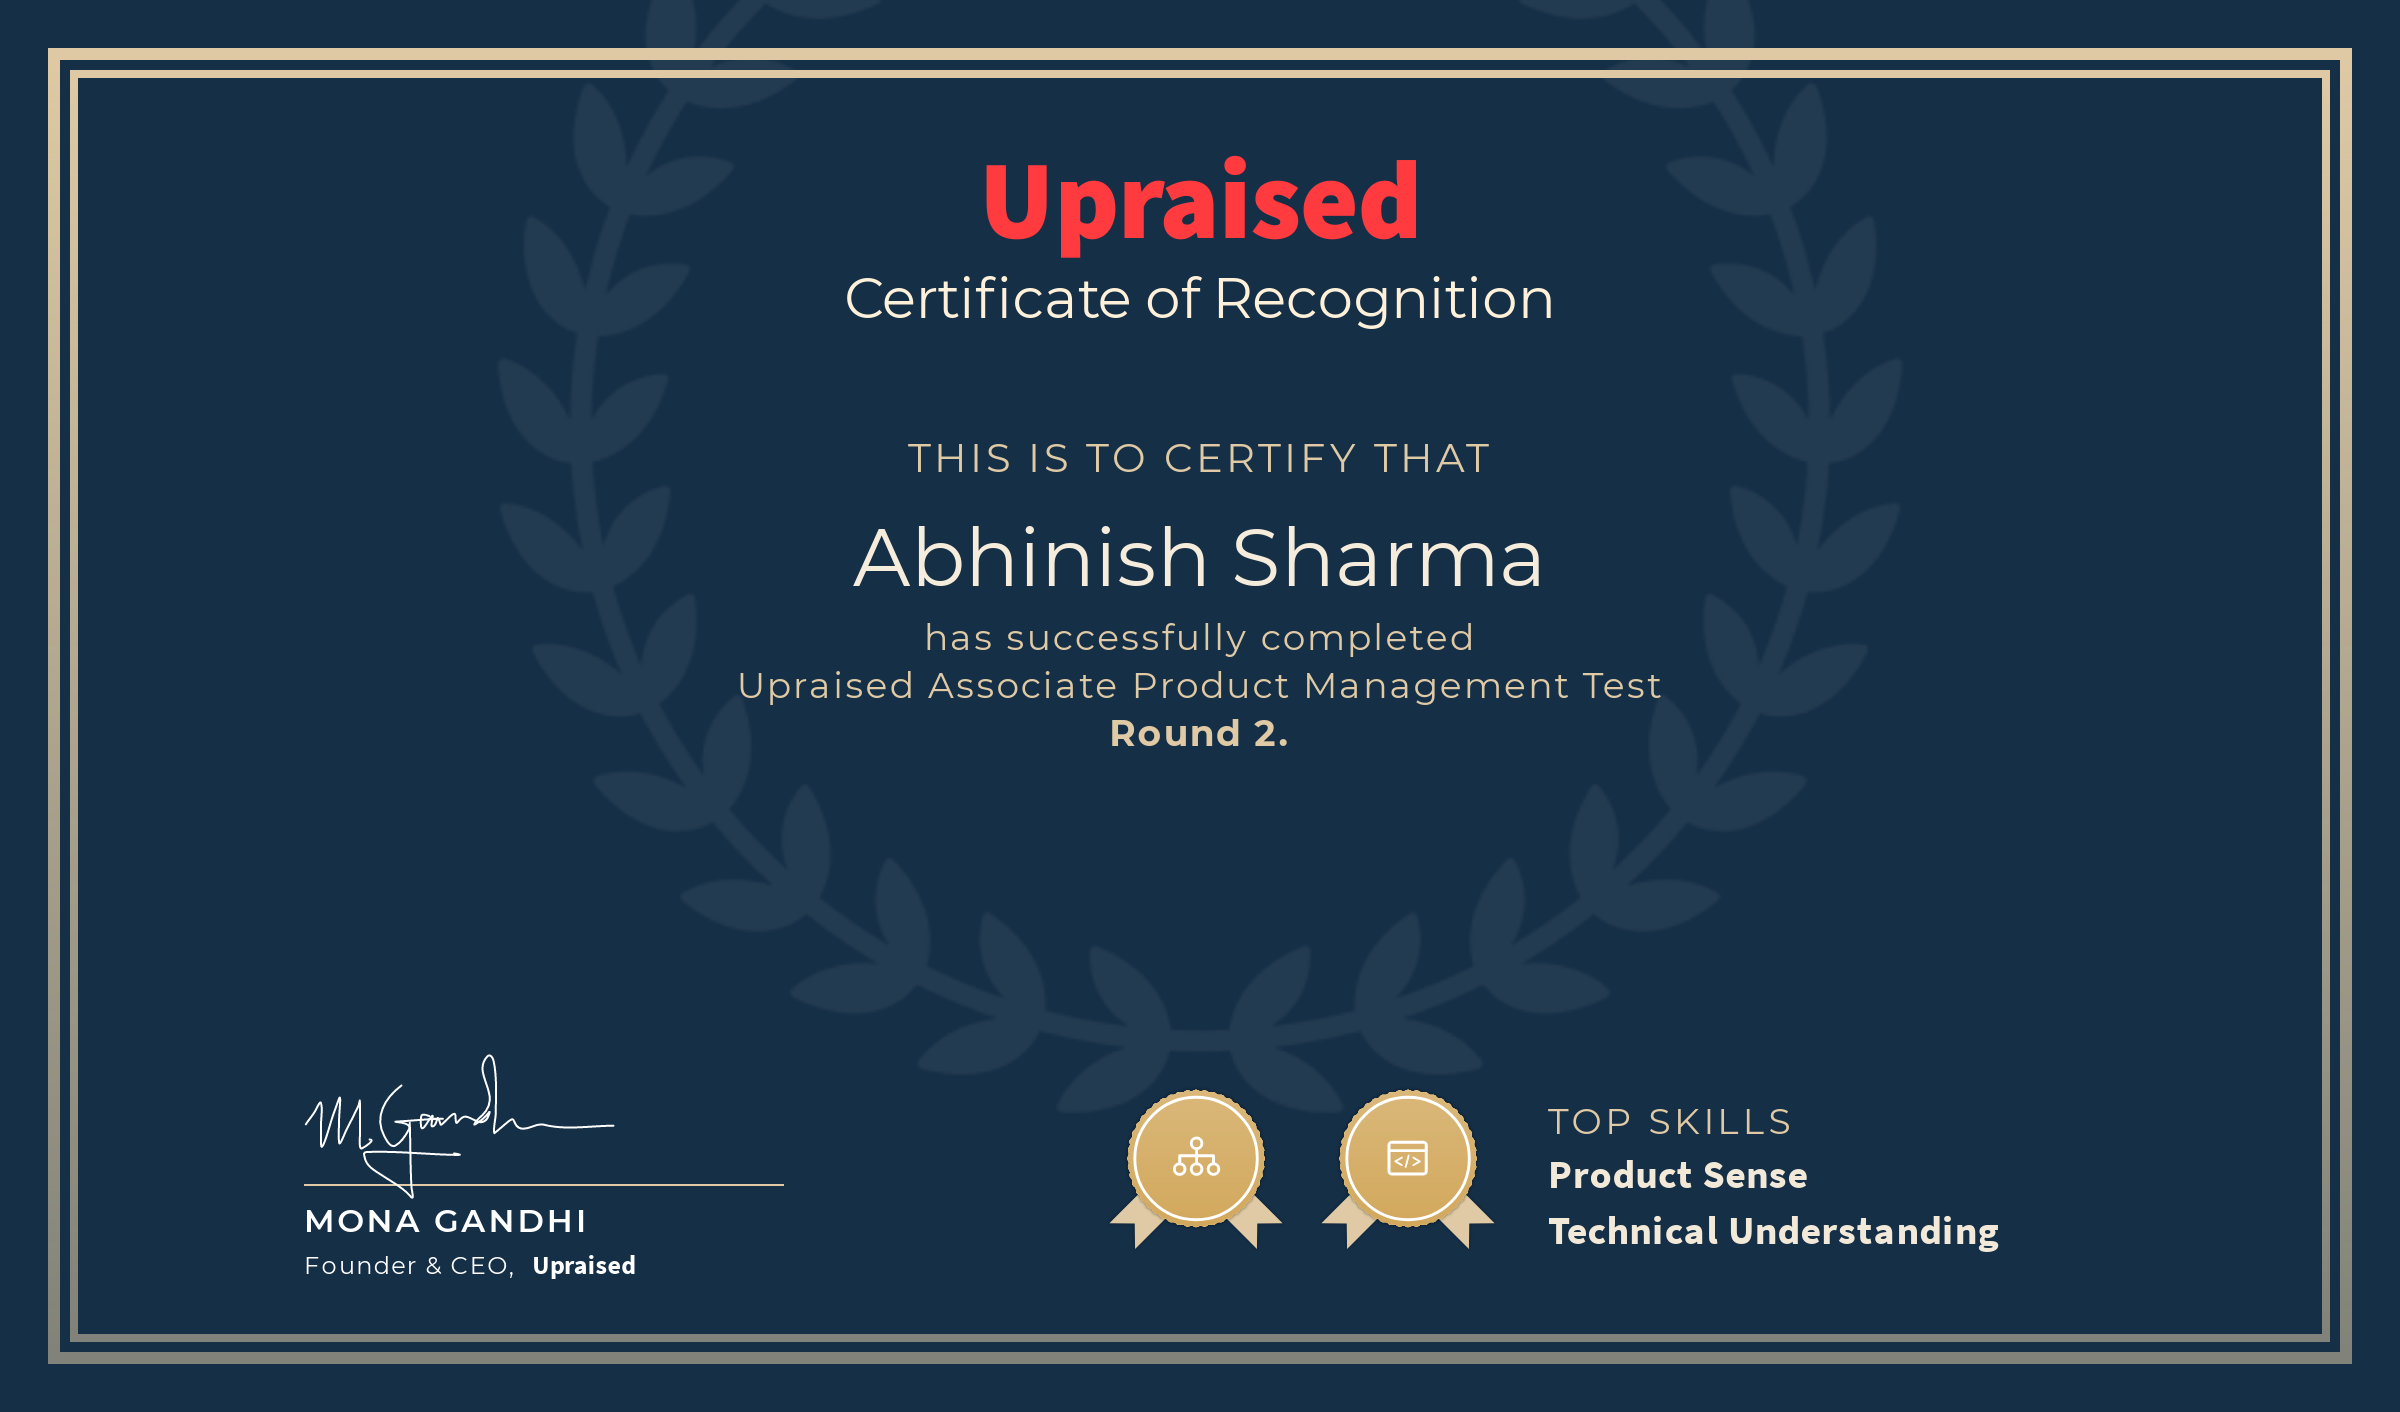 Upraised
Certificate of Recognition
THIS IS TO CERTIFY THAT
Abhinish Sharma
has successfully completed
Upraised Associate Product Management Test
Round 2.
M. Gandhi
MONA GANDHI
Founder & CEO, Upraised
</>
TOP SKILLS
Product Sense
Technical Understanding